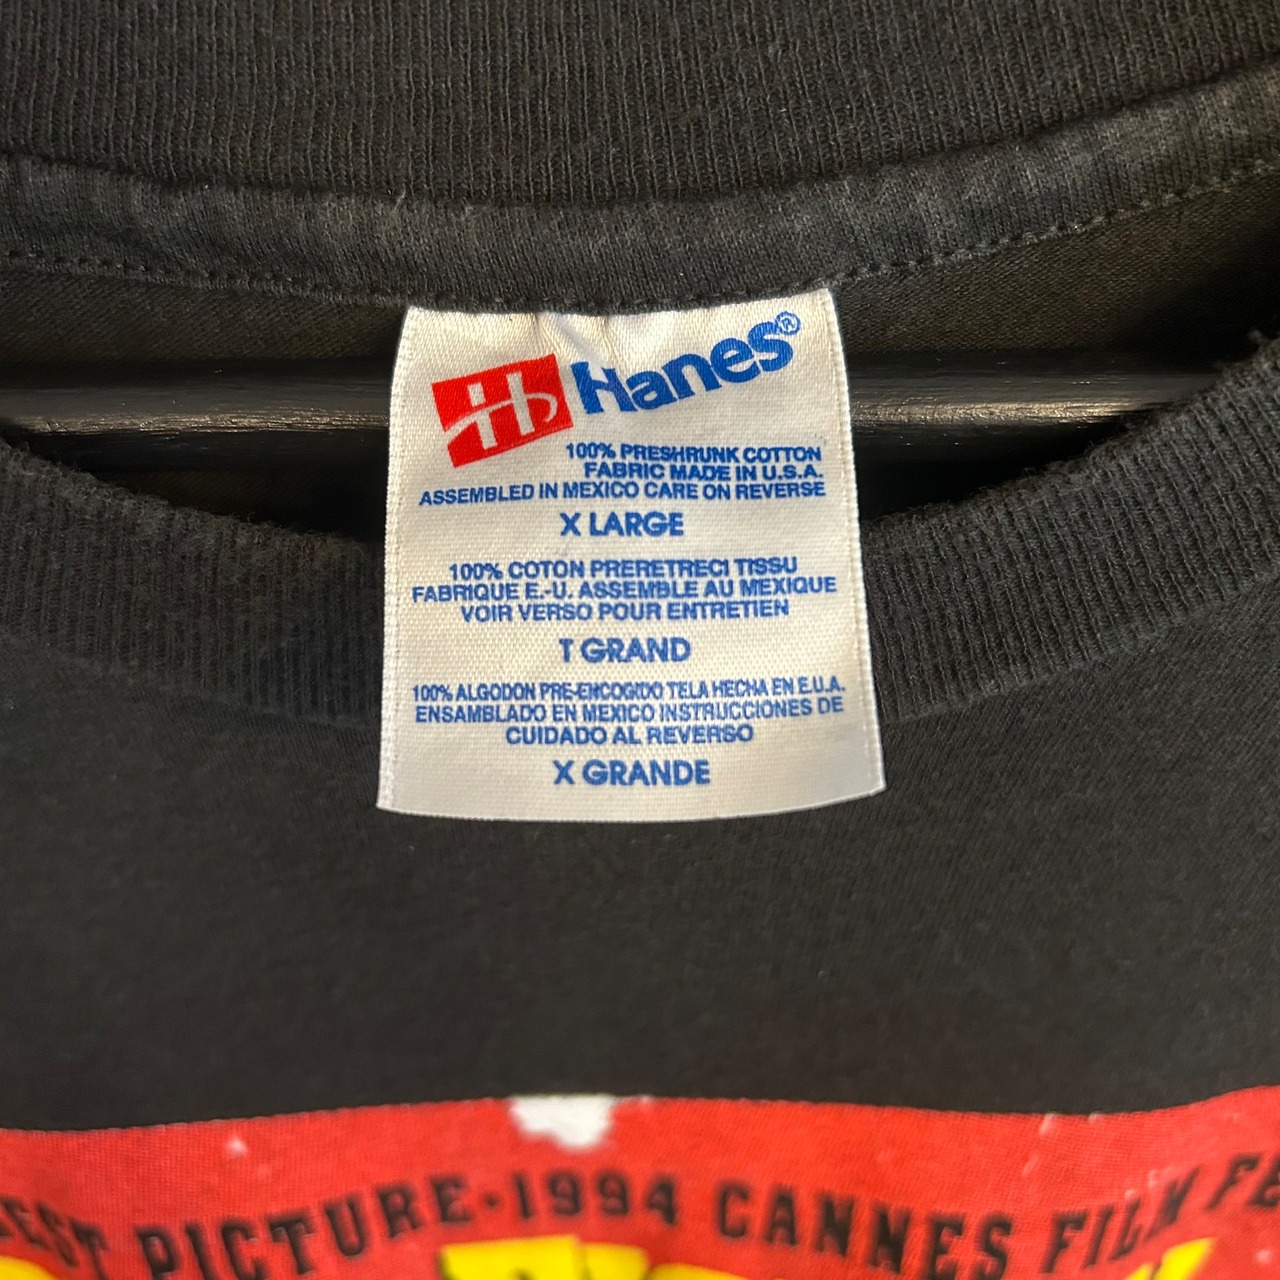 Hanes®
100% PRESHRUNK COTTON
FABRIC MADE IN U.S.A.
ASSEMBLED IN MEXICO CARE ON REVERSE
X LARGE
100% COTON PRERETRECI TISSU
FABRIQUE E.-U. ASSEMBLE AU MEXIQUE
VOIR VERSO POUR ENTRETIEN
T GRAND
100% ALGODON PRE-ENCOGIDO TELA HECHA EN E.U.A.
ENSAMBLADO EN MEXICO INSTRUCCIONES DE
CUIDADO AL REVERSO
X GRANDE
BEST PICTURE·1994 CANNES FILM FE